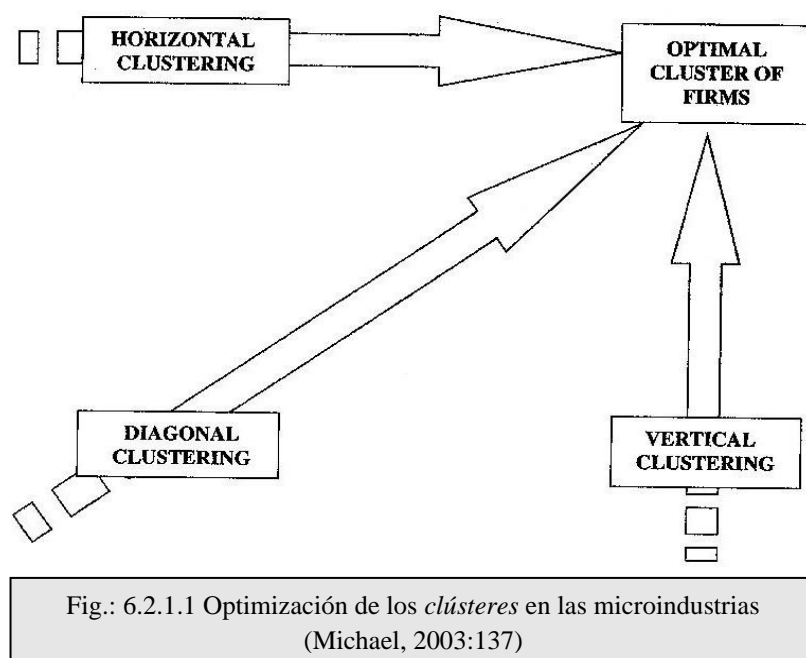 HORIZONTAL
CLUSTERING
OPTIMAL
CLUSTER OF
FIRMS
DIAGONAL
CLUSTERING
VERTICAL
CLUSTERING
Fig.: 6.2.1.1 Optimización de los clústeres en las microindustrias
(Michael, 2003:137)